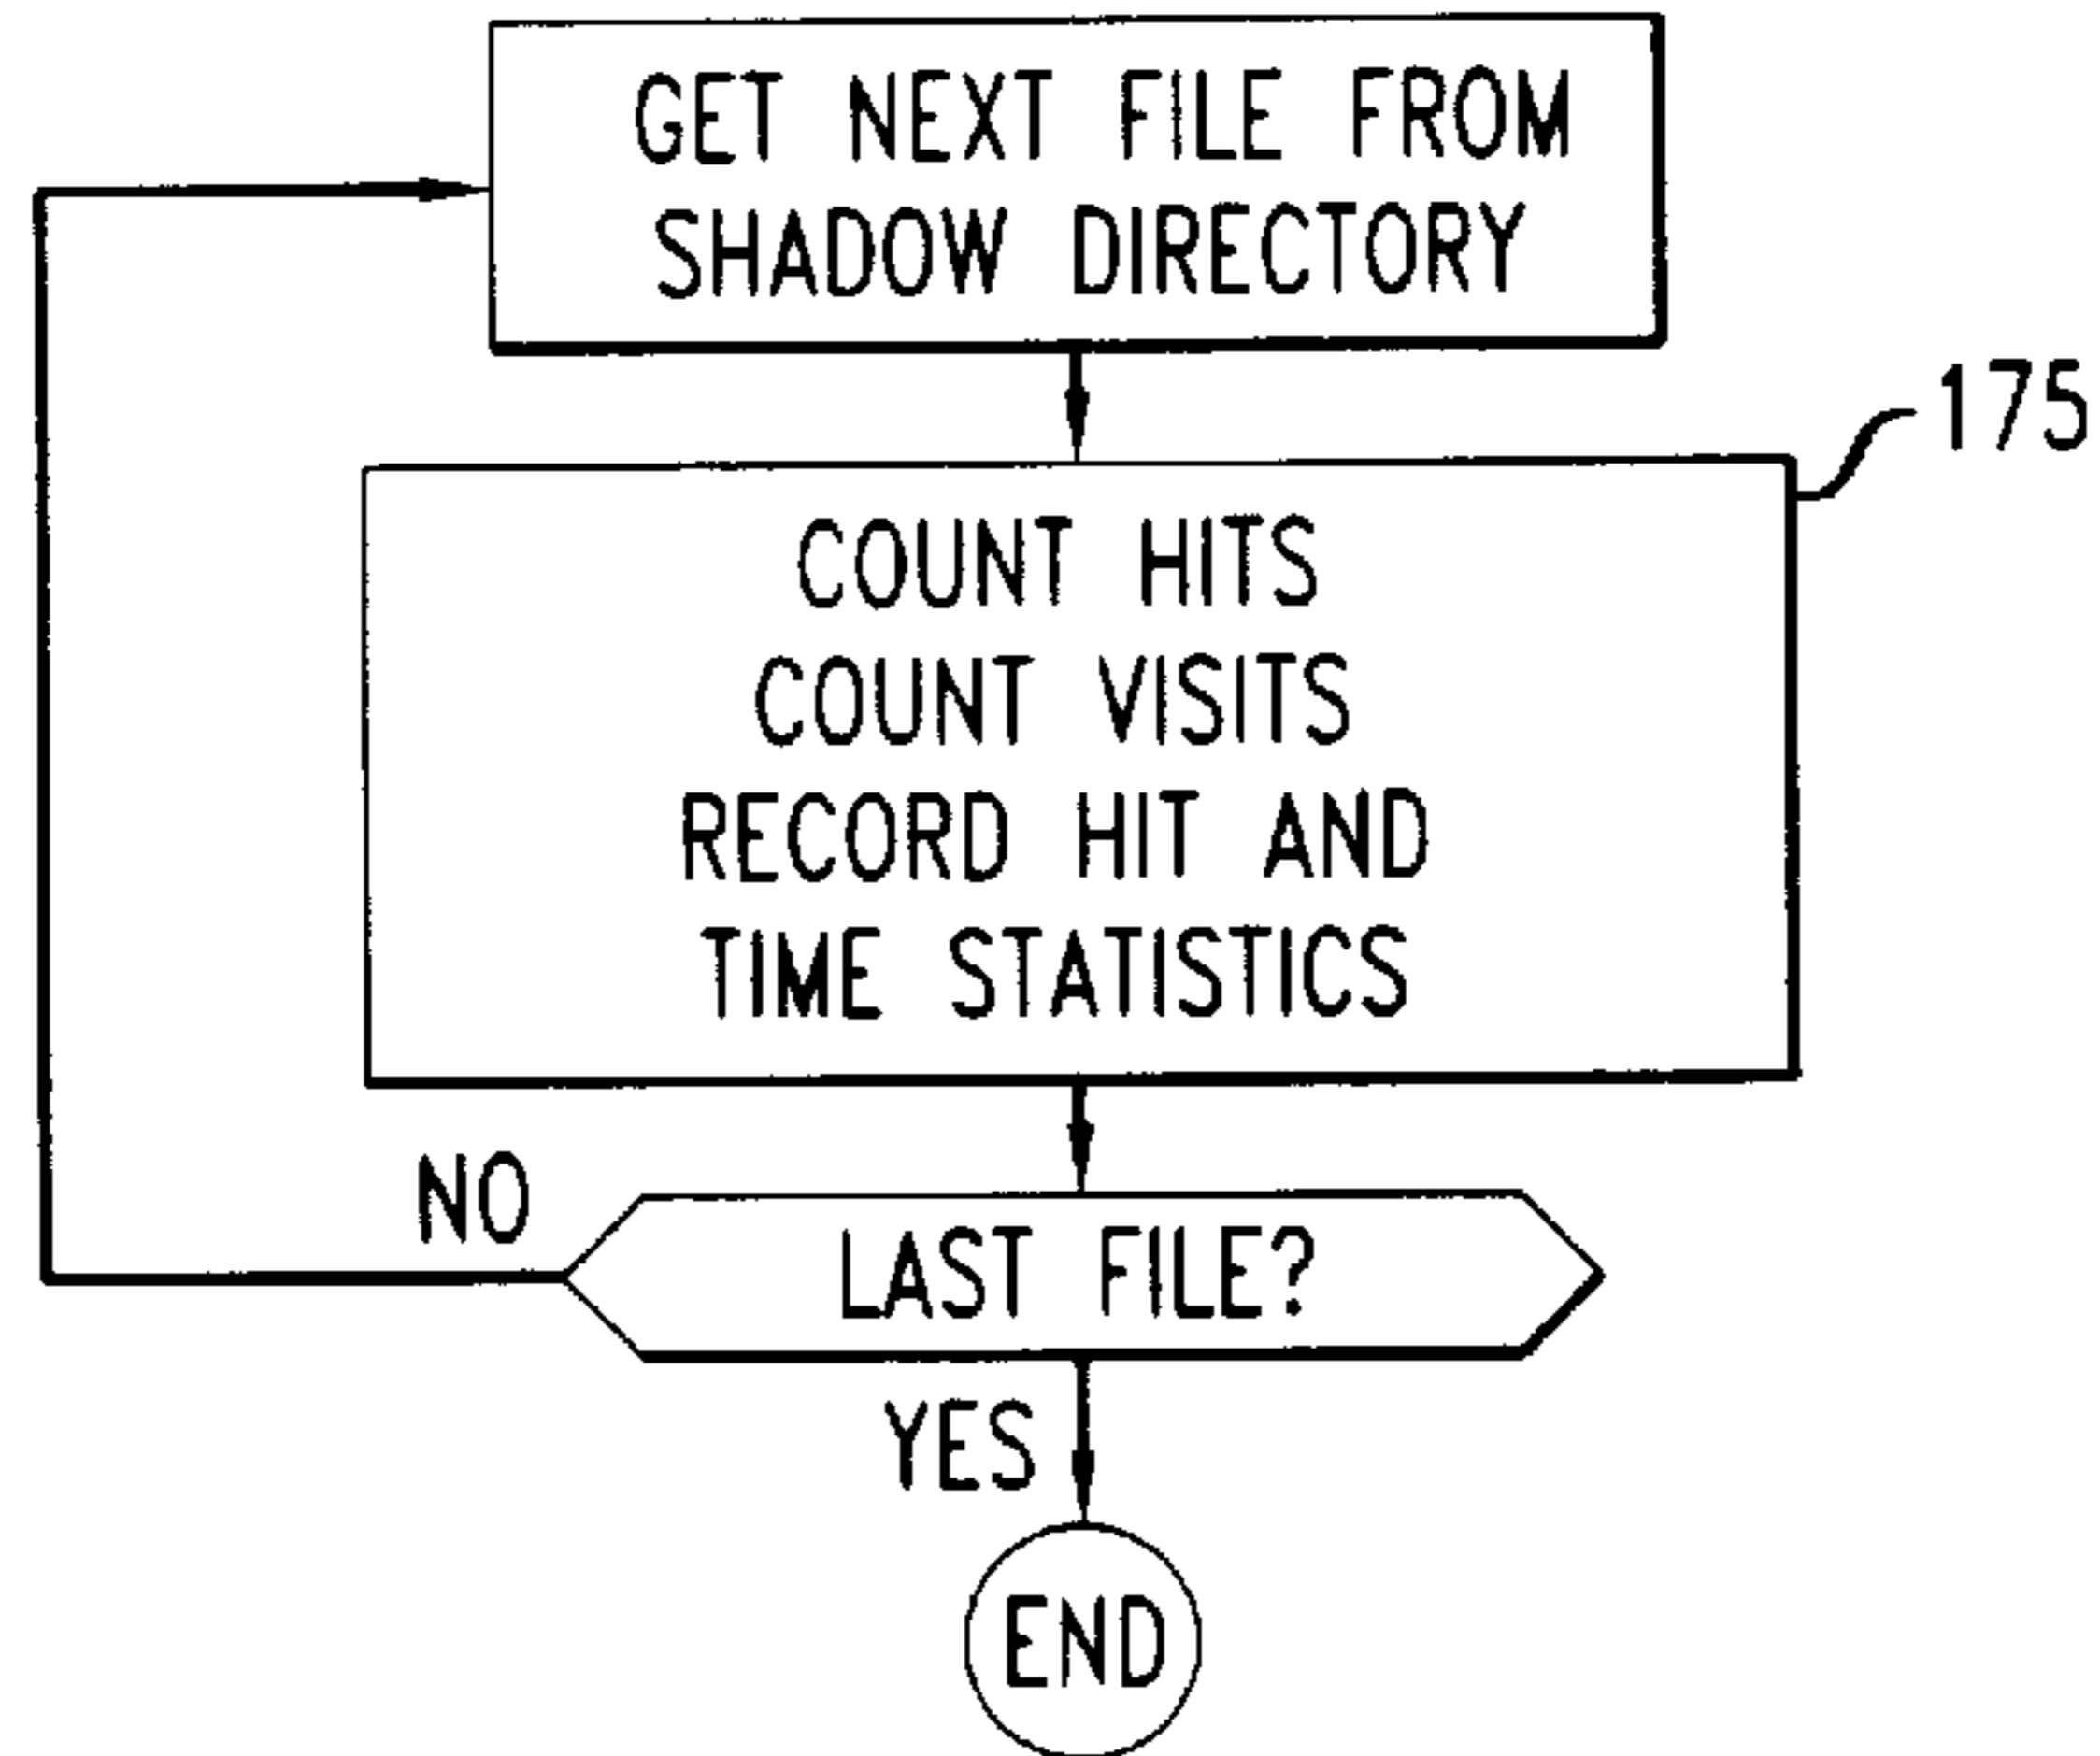 GET NEXT FILE FROM
SHADOW DIRECTORY
175
COUNT HITS
COUNT VISITS
RECORD HIT AND
TIME STATISTICS
NO
LAST FILE?
YES
END